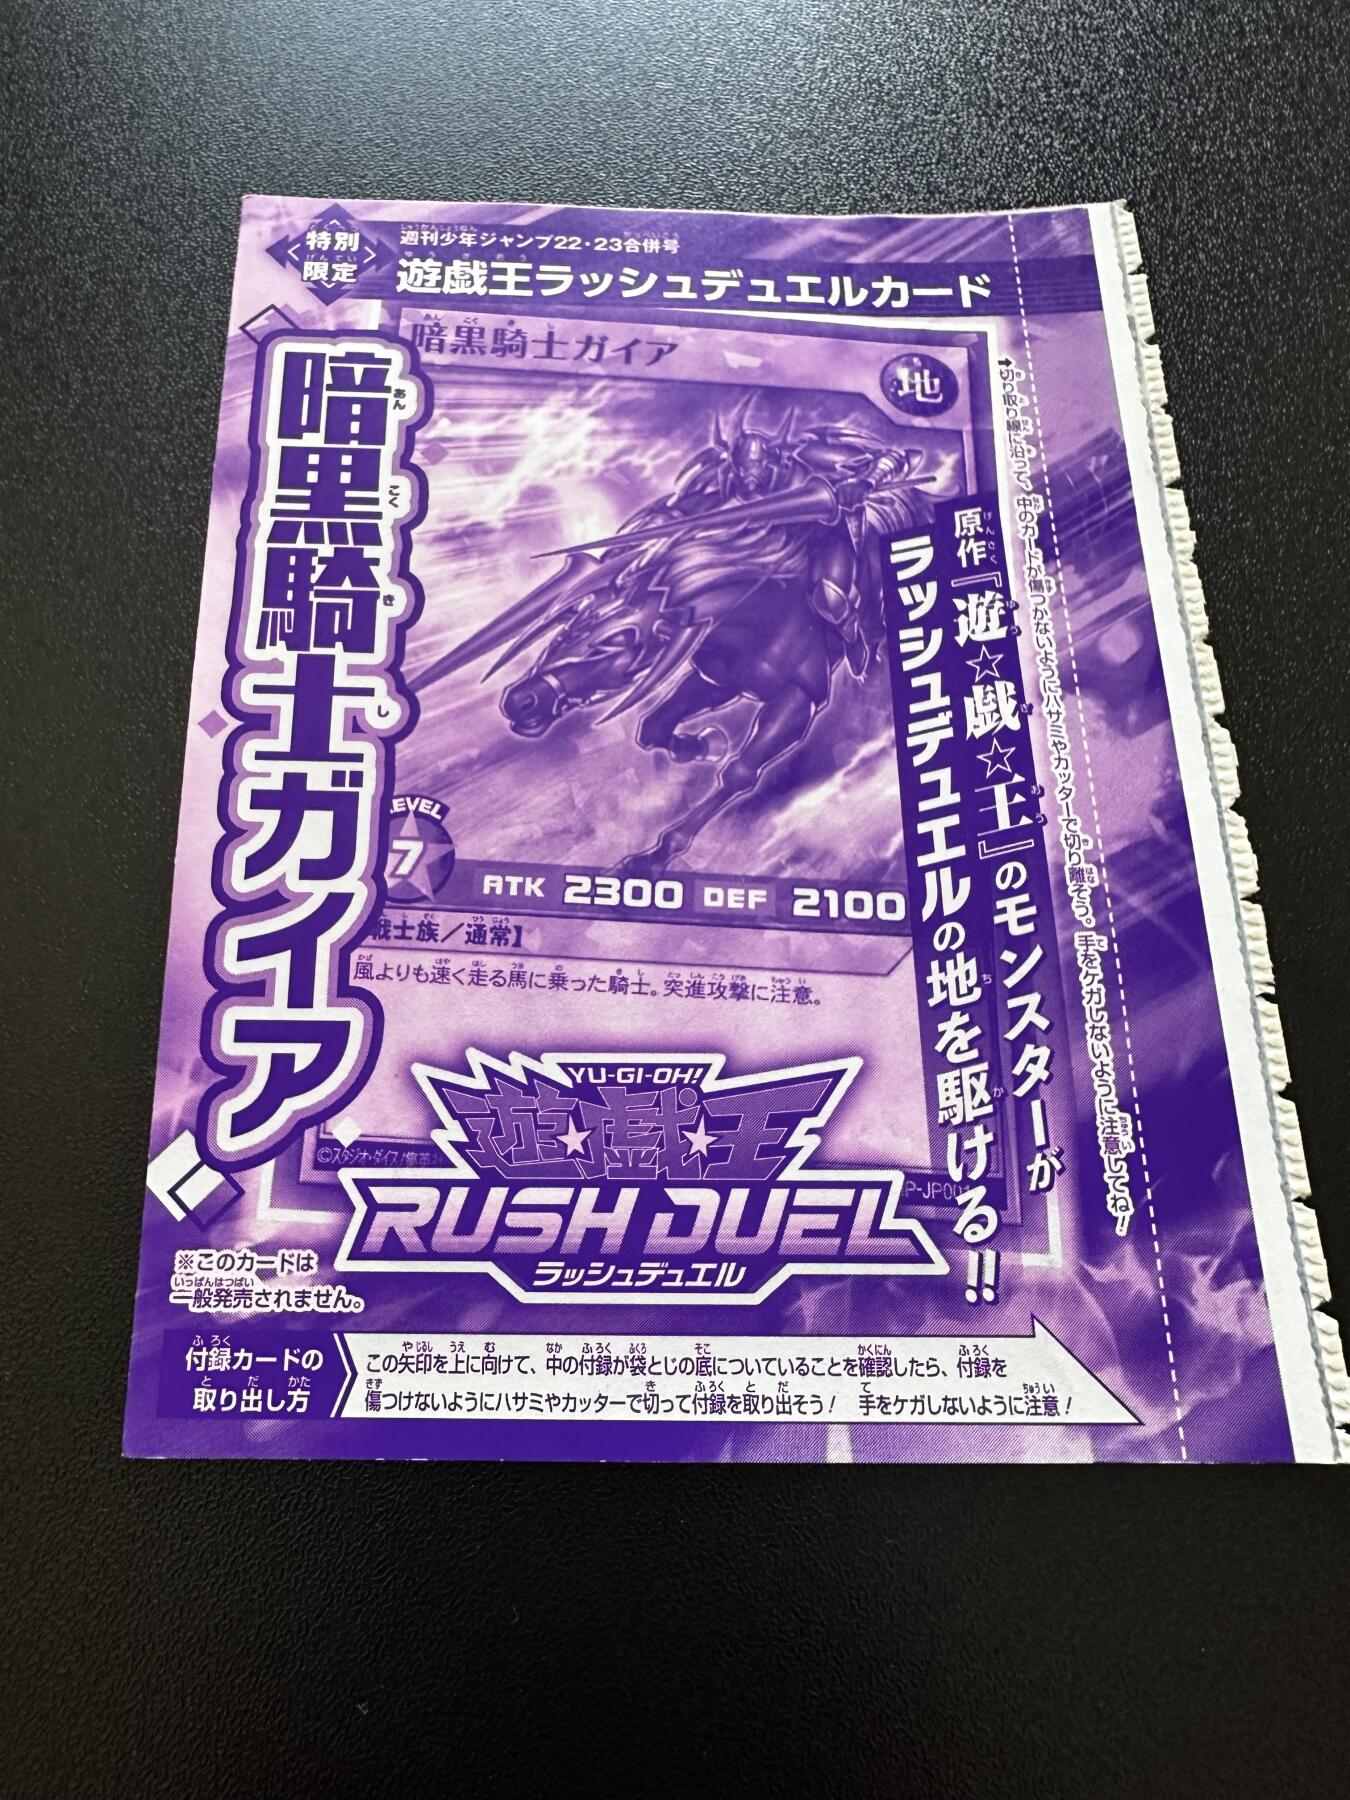 特別
限定
週刊少年ジャンプ22・23合併号
遊戯王ラッシュデュエルカード
暗黒騎士ガイア
暗黒騎士ガイア
地
➡切り取り線に沿って、中のカードが傷つかないようにハサミやカッターで切り離そう。手をケガしないように注意してね!
原作『遊☆戯☆王』のモンスターが
ラッシュデュエルの地を駆ける!!
LEVEL
7
ATK 2300 DEF 2100
戦士族/通常】
風よりも速く走る馬に乗った騎士。突進攻撃に注意。
YU-GI-OH!
遊☆戯☆王
RUSH DUEL
ラッシュデュエル
©スタジオ・ダイス/集英社
P-JP001
※このカードは
一般発売されません。
付録カードの
取り出し方
この矢印を上に向けて、中の付録が袋とじの底についていることを確認したら、付録を
傷つけないようにハサミやカッターで切って付録を取り出そう! 手をケガしないように注意!